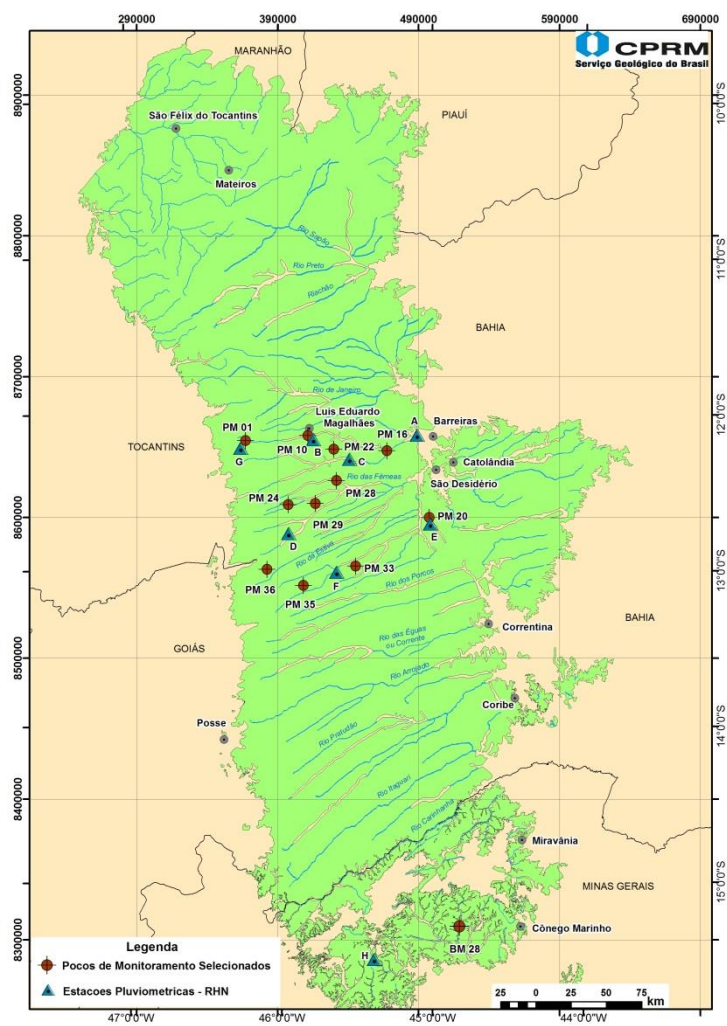 290000 390000 490000 590000 690000
CPRM
Serviço Geológico do Brasil
MARANHÃO
8900000
10°0'0"S
São Félix do Tocantins
PIAUÍ
Mateiros
8800000
Rio Sapão
11°0'0"S
Rio Preto
Riachão
BAHIA
8700000
Rio de Janeiro
12°0'0"S
Luis Eduardo
Magalhães
PM 01
PM 16
A
Barreiras
TOCANTINS
G
PM 10
B
PM 22
C
Catolândia
São Desidério
Rio das Fêmeas
PM 24
PM 28
8600000
PM 29
PM 20
D
E
Rio da Estiva
PM 33
13°0'0"S
PM 36
F
PM 35
Rio dos Porcos
Correntina
BAHIA
GOIÁS
Rio das Éguas
ou Corrente
8500000
Rio Arrojado
Coribe
Posse
14°0'0"S
Rio Pratudão
Rio Itaguari
8400000
Rio Carinhanha
Miravânia
15°0'0"S
MINAS GERAIS
8300000
Cônego Marinho
BM 28
H
Legenda
Pocos de Monitoramento Selecionados
Estacoes Pluviometricas - RHN
25 0 25 50 75
km
47°0'0"W 46°0'0"W 45°0'0"W 44°0'0"W